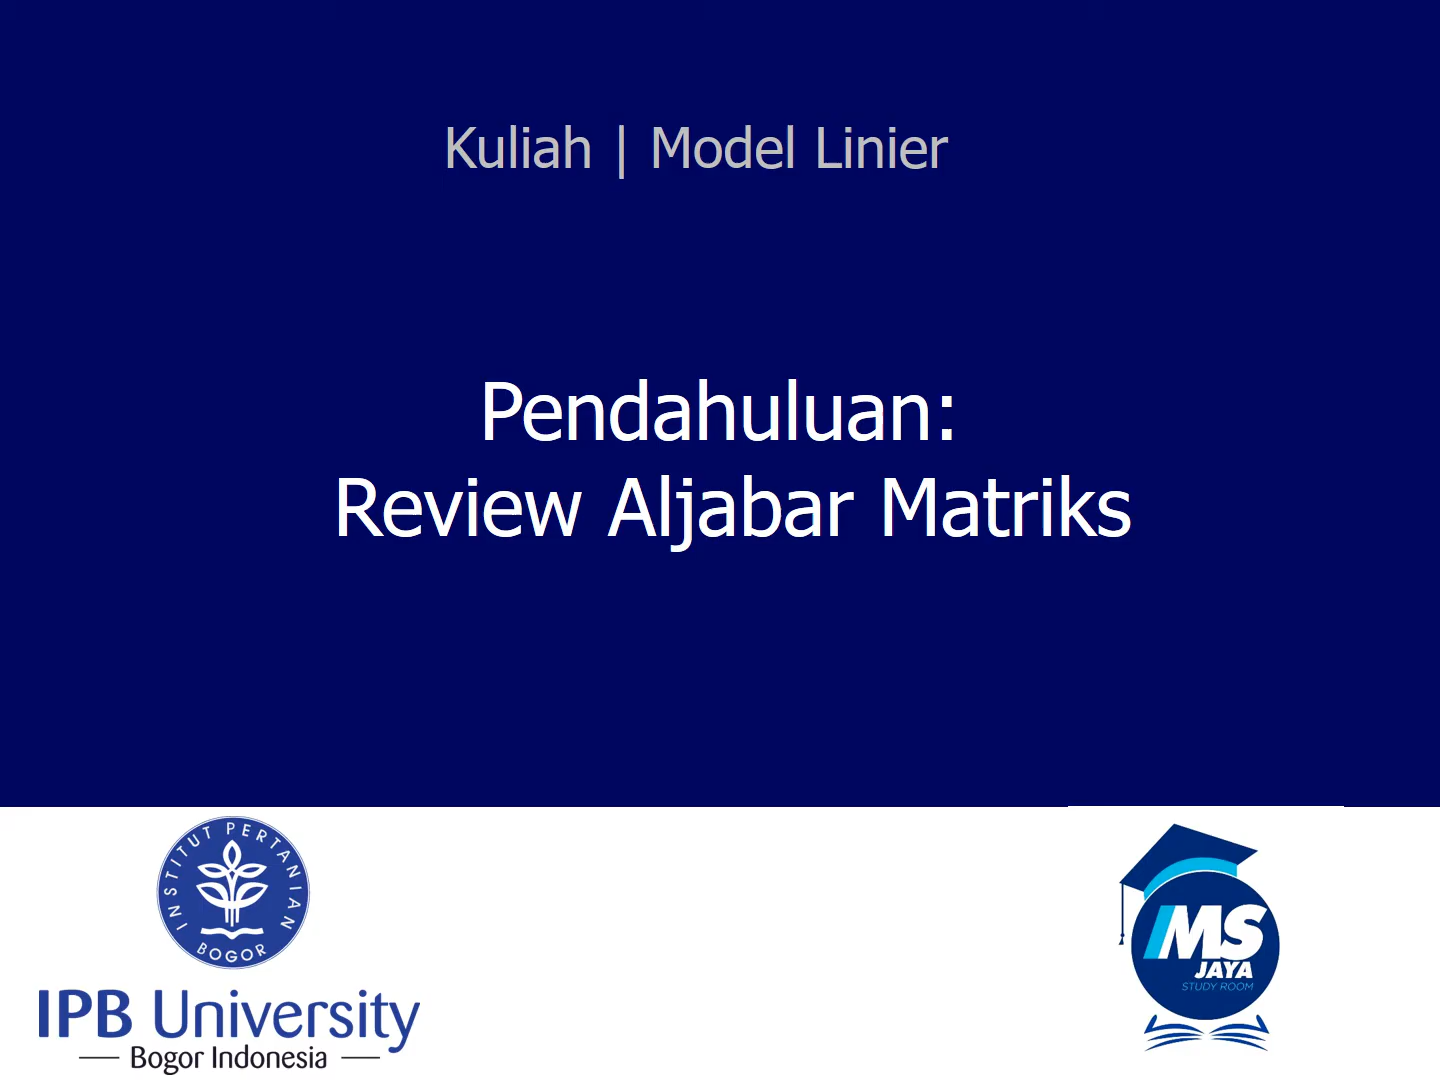 Kuliah | Model Linier
Pendahuluan:
Review Aljabar Matriks
INSTITUT PERTANIAN
BOGOR
IPB University
Bogor Indonesia
MS
JAYA
STUDY ROOM